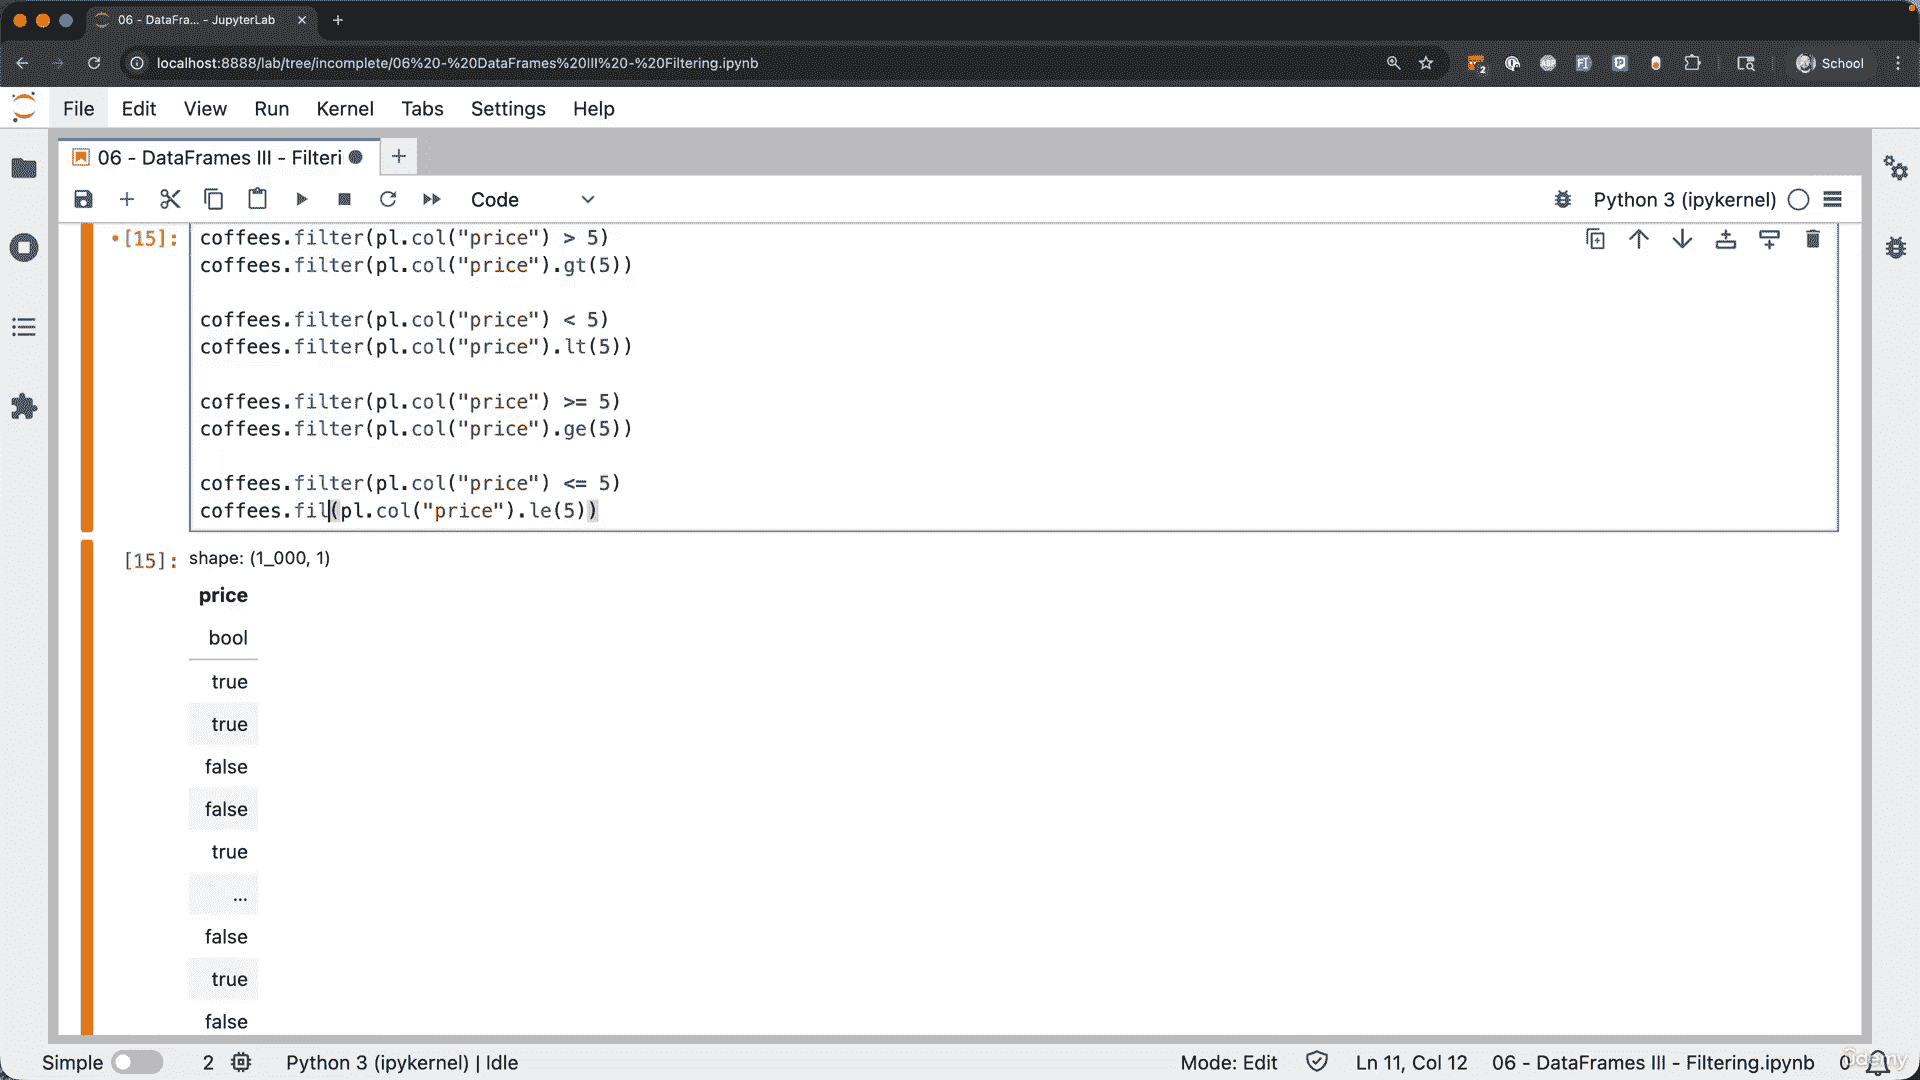 06 - DataFra... - JupyterLab
localhost:8888/lab/tree/incomplete/06%20-%20DataFrames%20III%20-%20Filtering.ipynb
2
ABP
School
File Edit View Run Kernel Tabs Settings Help
06 - DataFrames III - Filteri
Code
Python 3 (ipykernel)
[15]:
coffees.filter(pl.col("price") > 5)
coffees.filter(pl.col("price").gt(5))
coffees.filter(pl.col("price") < 5)
coffees.filter(pl.col("price").lt(5))
coffees.filter(pl.col("price") >= 5)
coffees.filter(pl.col("price").ge(5))
coffees.filter(pl.col("price") <= 5)
coffees.fil(pl.col("price").le(5))
[15]: shape: (1_000, 1)
price
bool
true
true
false
false
true
...
false
true
false
Simple 2 Python 3 (ipykernel) | Idle Mode: Edit Ln 11, Col 12 06 - DataFrames III - Filtering.ipynb 0